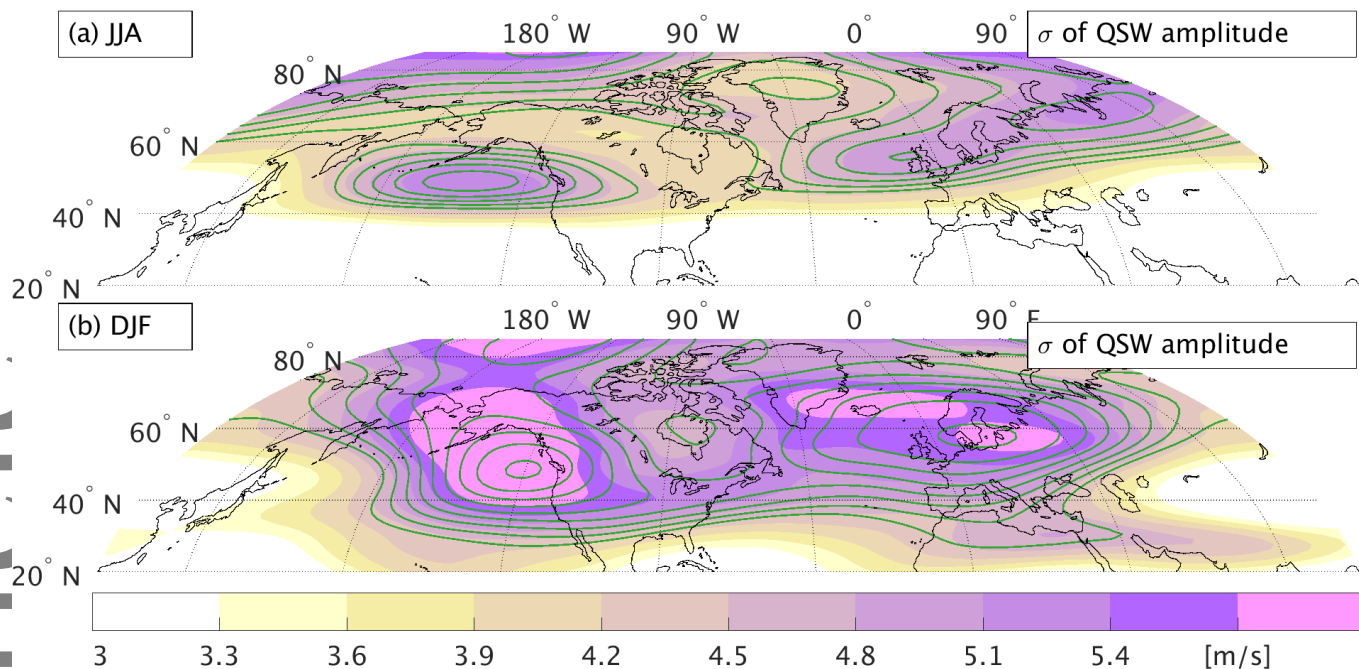 (a) JJA
180° W
90° W
0°
90°
σ of QSW amplitude
80° N
60° N
40° N
20° N
(b) DJF
180° W
90° W
0°
90°
σ of QSW amplitude
80° N
60° N
40° N
20° N
3 3.3 3.6 3.9 4.2 4.5 4.8 5.1 5.4 [m/s]